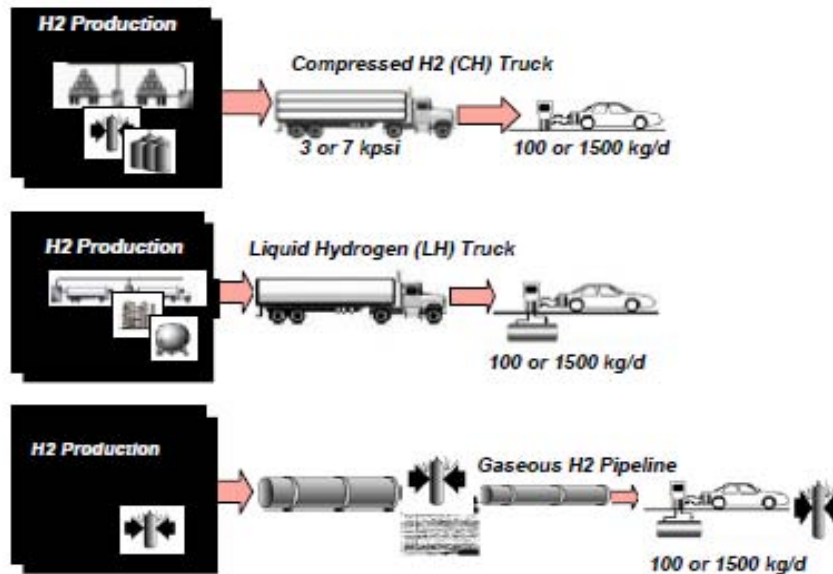 H2 Production
Compressed H2 (CH) Truck
3 or 7 kpsi
100 or 1500 kg/d
H2 Production
Liquid Hydrogen (LH) Truck
100 or 1500 kg/d
H2 Production
Gaseous H2 Pipeline
100 or 1500 kg/d